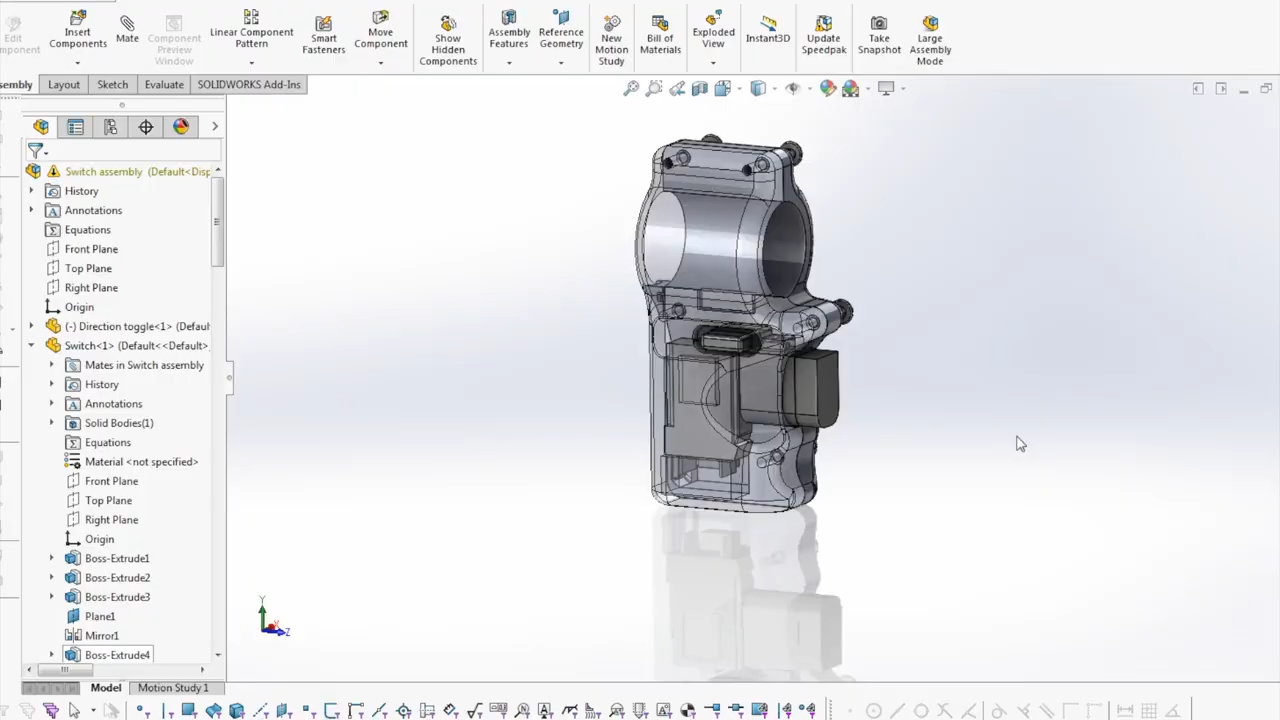 Edit
Component
Insert
Components
Mate
Component
Preview
Window
Linear Component
Pattern
Smart
Fasteners
Move
Component
Show
Hidden
Components
Assembly
Features
Reference
Geometry
New
Motion
Study
Bill of
Materials
Exploded
View
Instant3D
Update
Speedpak
Take
Snapshot
Large
Assembly
Mode
sembly
Layout
Sketch
Evaluate
SOLIDWORKS Add-Ins
Switch assembly (Default<Disp
History
Annotations
Equations
Front Plane
Top Plane
Right Plane
Origin
(-) Direction toggle<1> (Defaul
Switch<1> (Default<<Default>
Mates in Switch assembly
History
Annotations
Solid Bodies(1)
Equations
Material <not specified>
Front Plane
Top Plane
Right Plane
Origin
Boss-Extrude1
Boss-Extrude2
Boss-Extrude3
Plane1
Mirror1
Boss-Extrude4
Y
X
Z
Model
Motion Study 1